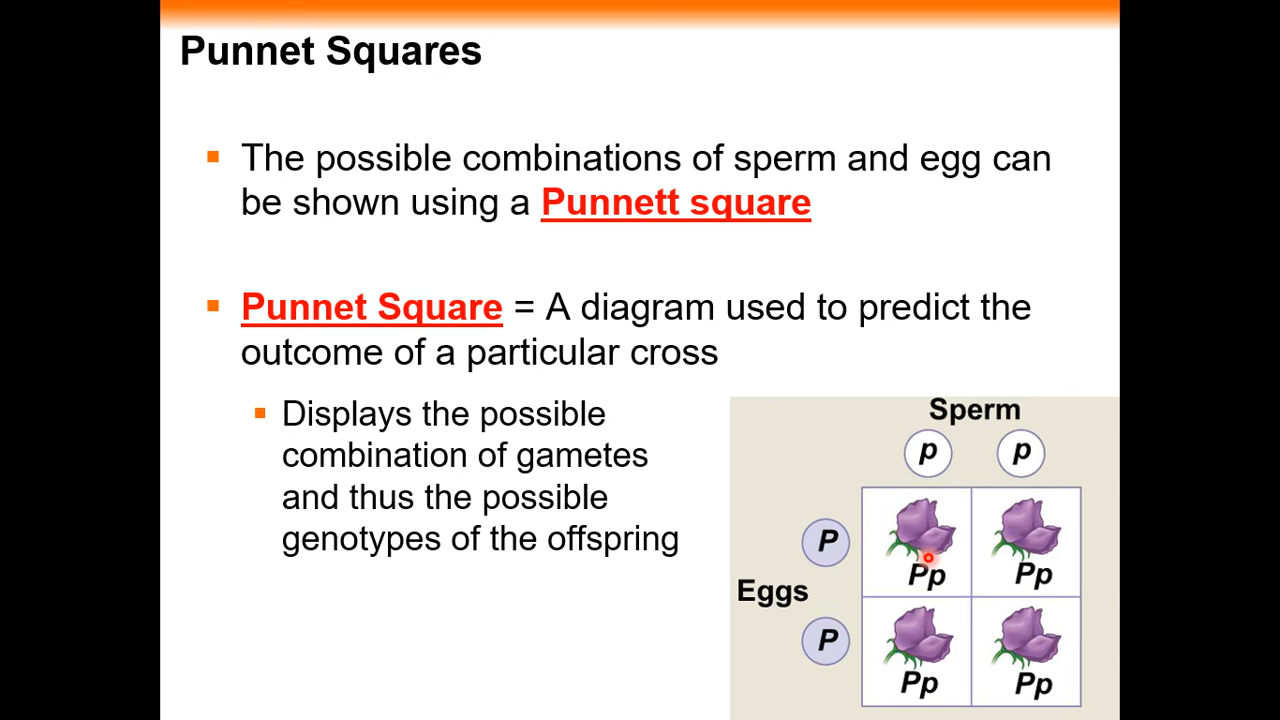 Punnet Squares
The possible combinations of sperm and egg can
be shown using a Punnett square
Punnet Square = A diagram used to predict the
outcome of a particular cross
Displays the possible
combination of gametes
and thus the possible
genotypes of the offspring
Sperm
p p
P
Pp Pp
Eggs
P
Pp Pp